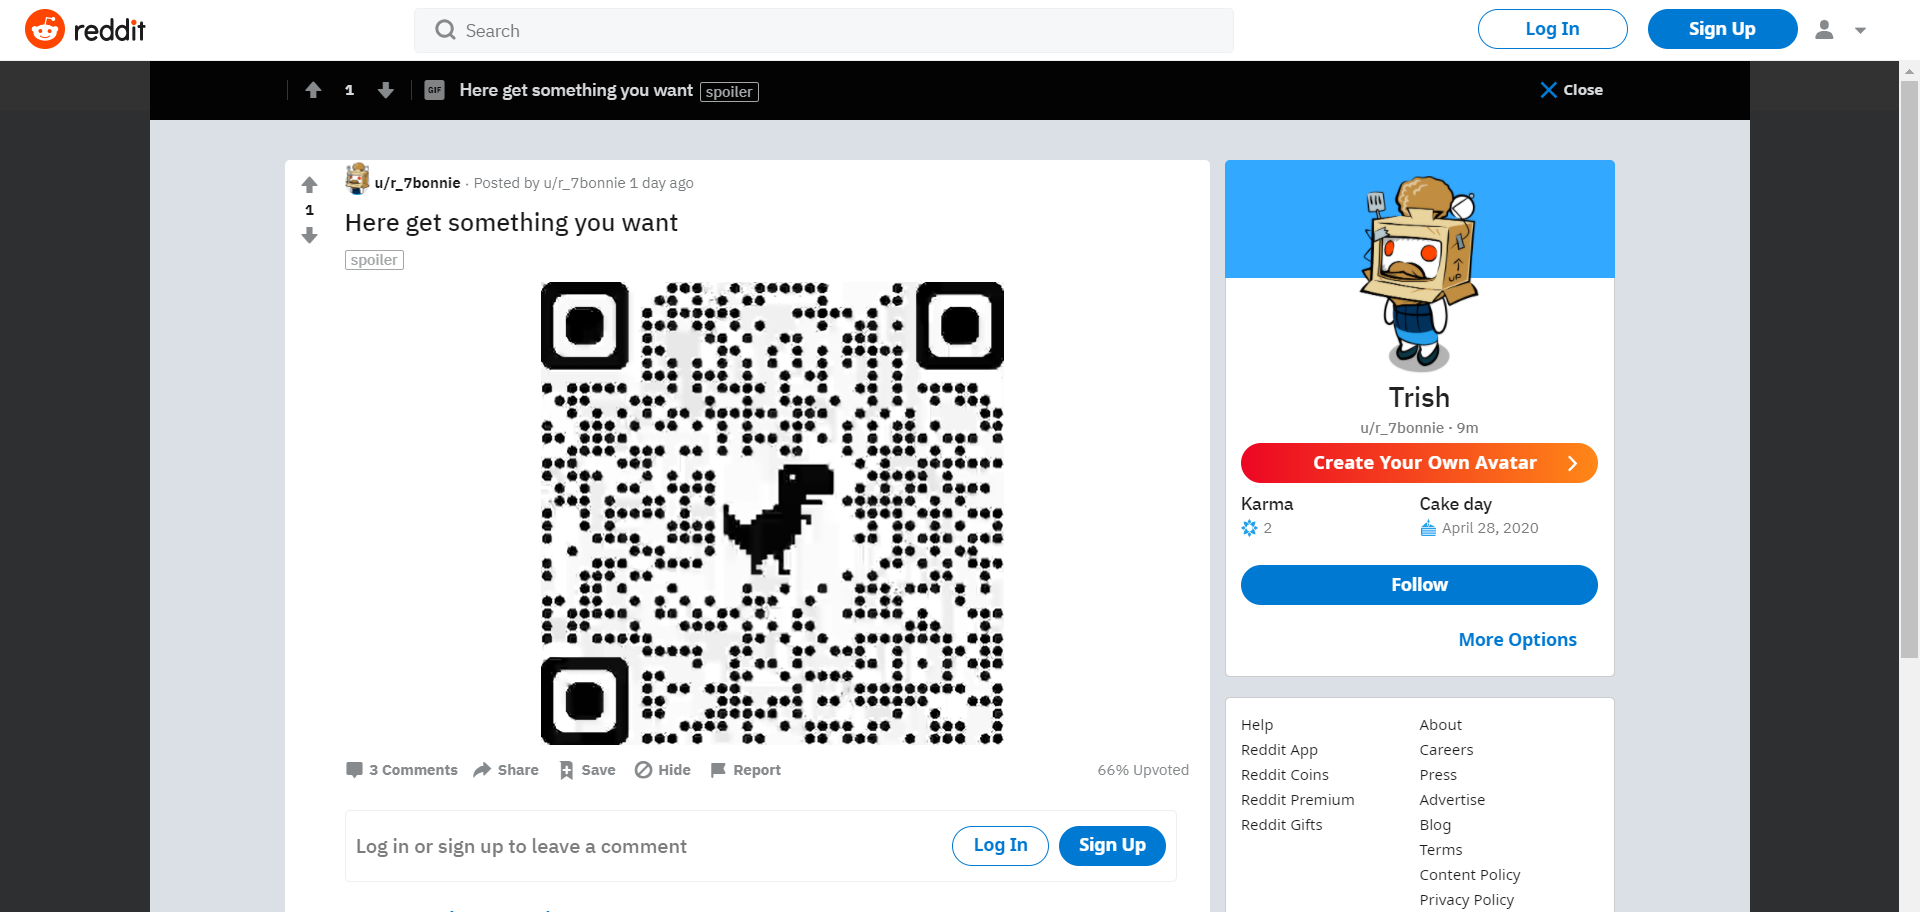 reddit
Search
Log In
Sign Up
1
GIF
Here get something you want
spoiler
Close
1
u/r_7bonnie · Posted by u/r_7bonnie 1 day ago
Here get something you want
spoiler
3 Comments
Share
Save
Hide
Report
66% Upvoted
Log in or sign up to leave a comment
Log In
Sign Up
UP
Trish
u/r_7bonnie · 9m
Create Your Own Avatar
Karma
2
Cake day
April 28, 2020
Follow
More Options
Help
Reddit App
Reddit Coins
Reddit Premium
Reddit Gifts
About
Careers
Press
Advertise
Blog
Terms
Content Policy
Privacy Policy